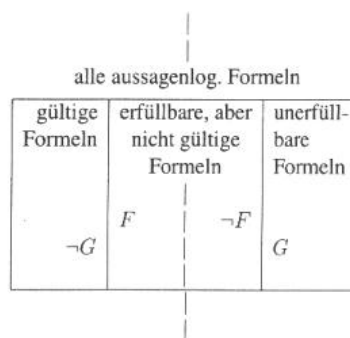 alle aussagenlog. Formeln
gültige
Formeln
erfüllbare, aber
nicht gültige
Formeln
unerfüll-
bare
Formeln
F
¬F
¬G
G